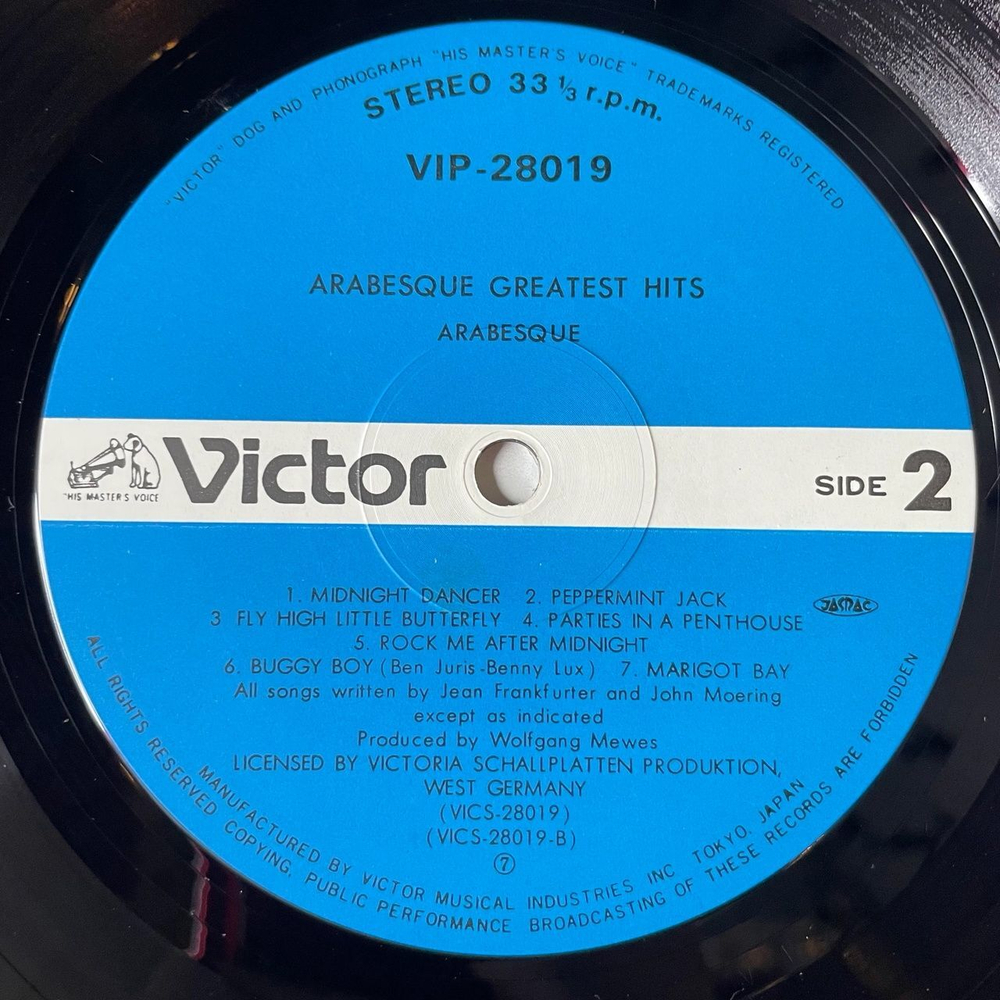 "VICTOR" DOG AND PHONOGRAPH "HIS MASTER'S VOICE" TRADEMARKS REGISTERED
STEREO 33 1/3 r.p.m.
VIP-28019
ARABESQUE GREATEST HITS
ARABESQUE
"HIS MASTER'S VOICE
Victor
SIDE 2
1. MIDNIGHT DANCER 2. PEPPERMINT JACK
3 FLY HIGH LITTLE BUTTERFLY 4. PARTIES IN A PENTHOUSE
JASRAC
5. ROCK ME AFTER MIDNIGHT
6. BUGGY BOY (Ben Juris-Benny Lux) 7. MARIGOT BAY
All songs written by Jean Frankfurter and John Moering
except as indicated
Produced by Wolfgang Mewes
LICENSED BY VICTORIA SCHALLPLATTEN PRODUKTION,
WEST GERMANY
(VICS-28019)
(VICS-28019-B)
⑦
MANUFACTURED BY VICTOR MUSICAL INDUSTRIES INC TOKYO, JAPAN
ALL RIGHTS RESERVED COPYING, PUBLIC PERFORMANCE BROADCASTING OF THESE RECORDS ARE FORBIDDEN